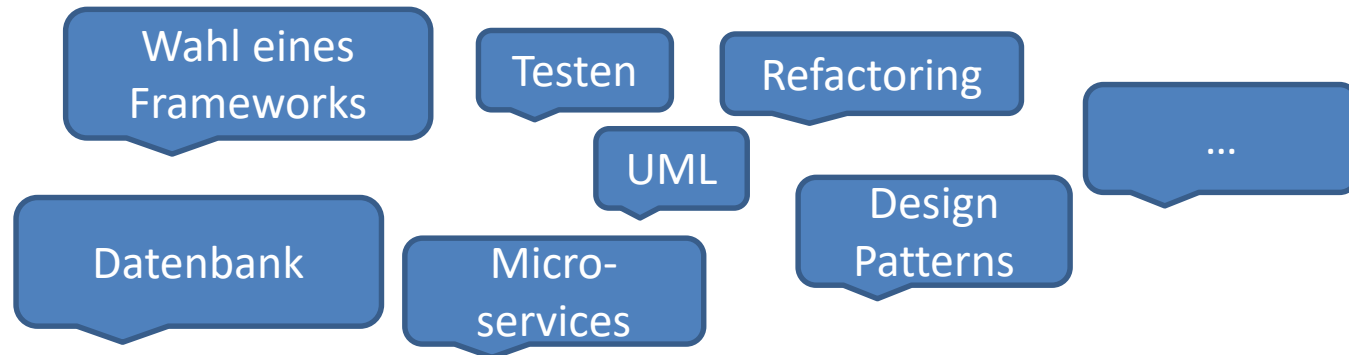 Wahl eines
Frameworks
Testen
Refactoring
...
UML
Design
Patterns
Datenbank
Micro-
services